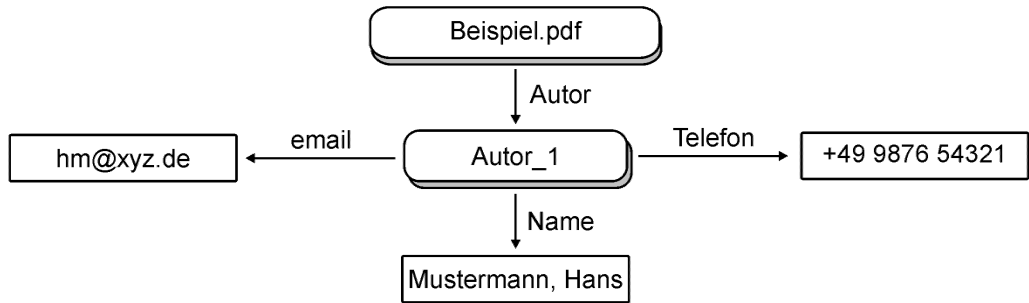 Beispiel.pdf
Autor
email
Telefon
hm@xyz.de
Autor_1
+49 9876 54321
Name
Mustermann, Hans